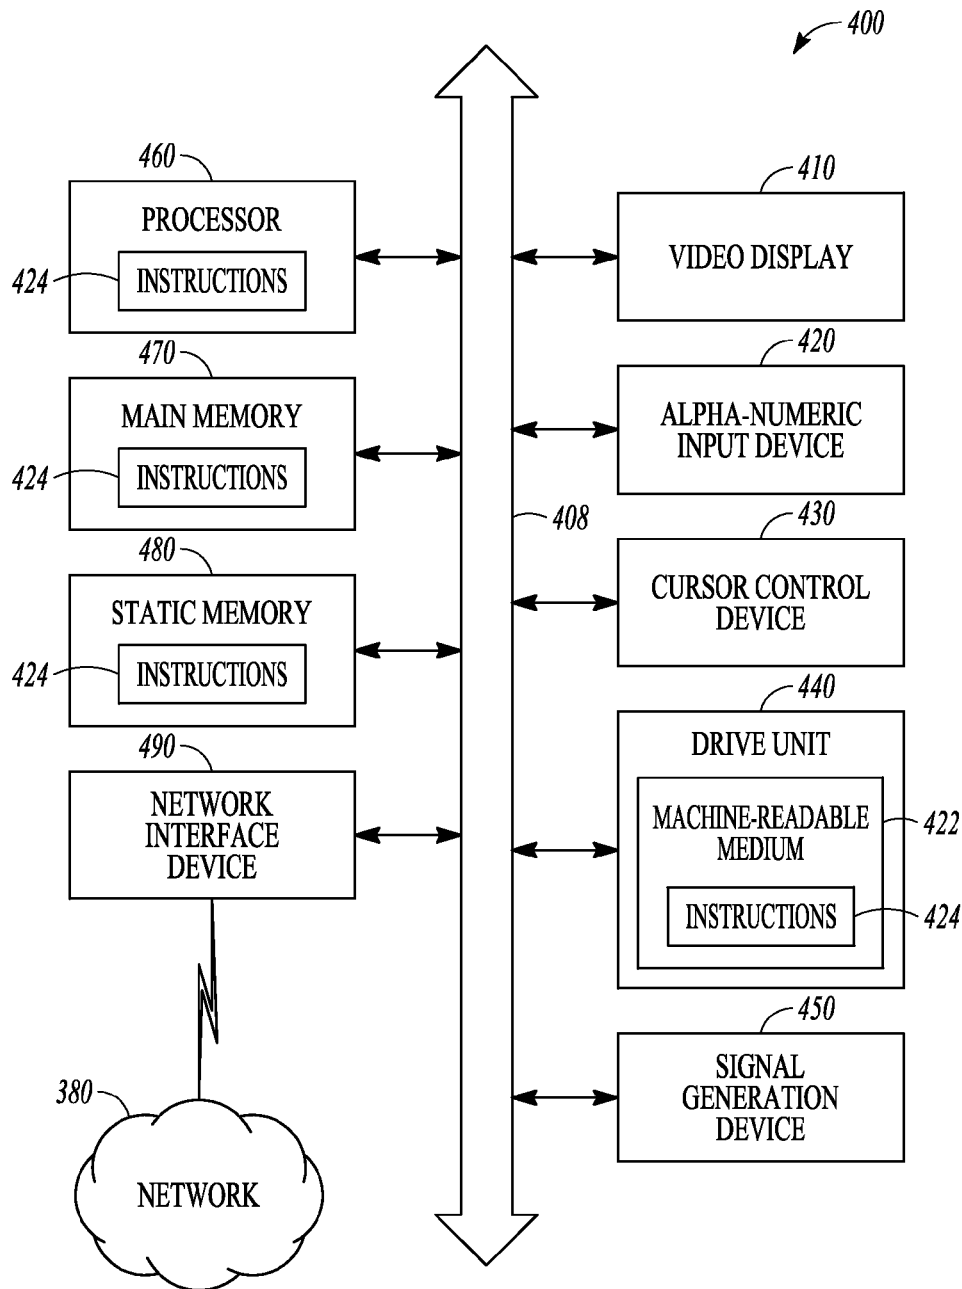 400
460
PROCESSOR
424
INSTRUCTIONS
470
MAIN MEMORY
424
INSTRUCTIONS
480
STATIC MEMORY
424
INSTRUCTIONS
490
NETWORK
INTERFACE
DEVICE
380
NETWORK
408
410
VIDEO DISPLAY
420
ALPHA-NUMERIC
INPUT DEVICE
430
CURSOR CONTROL
DEVICE
440
DRIVE UNIT
MACHINE-READABLE
MEDIUM
422
INSTRUCTIONS
424
450
SIGNAL
GENERATION
DEVICE